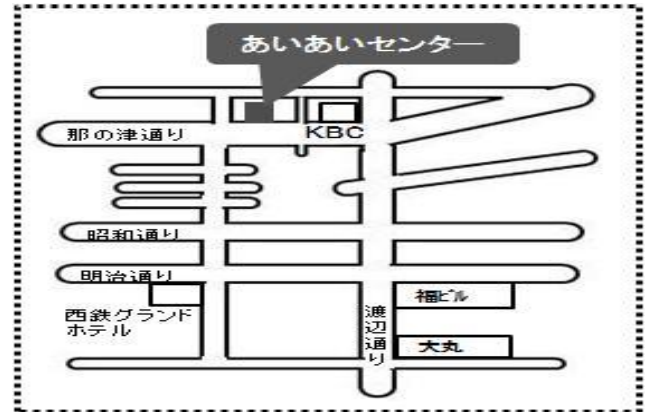 あいあいセンター
那の津通り
KBC
昭和通り
明治通り
西鉄グランド
ホテル
渡辺通り
福ビル
大丸